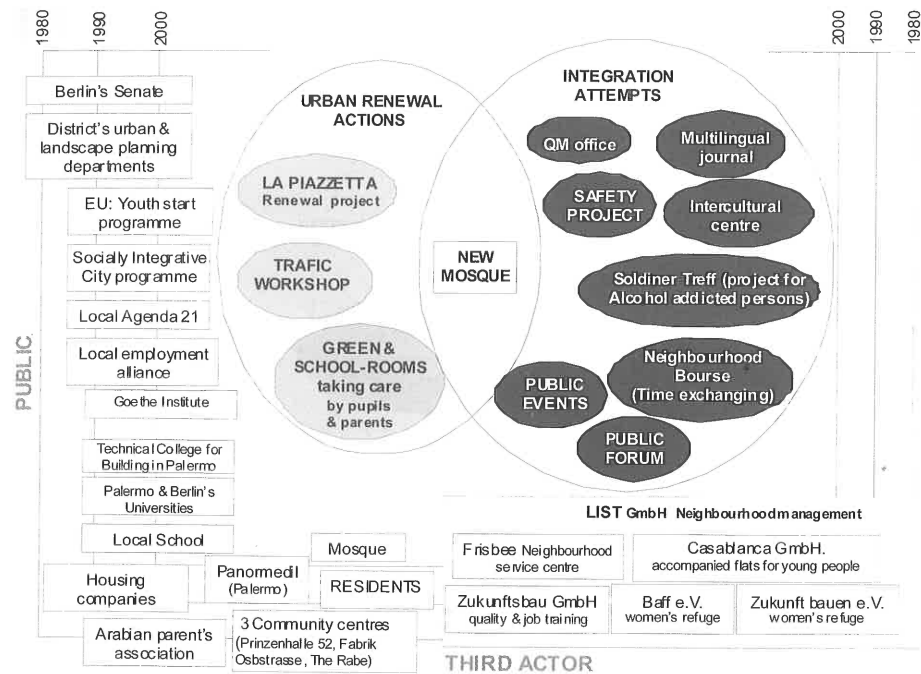 1980
1990
2000
2000
1990
1980
Berlin's Senate
District's urban &
landscape planning
departments
EU: Youth start
programme
Socially Integrative
City programme
Local Agenda 21
Local employment
alliance
Goethe Institute
Technical College for
Building in Palermo
Palermo & Berlin's
Universities
Local School
Housing
companies
Arabian parent's
association
PUBLIC
URBAN RENEWAL
ACTIONS
LA PIAZZETTA
Renewal project
TRAFIC
WORKSHOP
GREEN &
SCHOOL-ROOMS
taking care
by pupils
& parents
NEW
MOSQUE
INTEGRATION
ATTEMPTS
QM office
Multilingual
journal
SAFETY
PROJECT
Intercultural
centre
Soldiner Treff (project for
Alcohol addicted persons)
Neighbourhood
Bourse
(Time exchanging)
PUBLIC
EVENTS
PUBLIC
FORUM
LIST GmbH Neighbourhood management
Mosque
Panormedil
(Palermo)
RESIDENTS
3 Community centres
(Prinzenhalle 52, Fabrik
Osbstrasse, The Rabe)
Frisbee Neighbourhood
service centre
Casablanca GmbH.
accompanied flats for young people
Zukunftsbau GmbH
quality & job training
Baff e.V.
women's refuge
Zukunft bauen e.V.
women's refuge
THIRD ACTOR